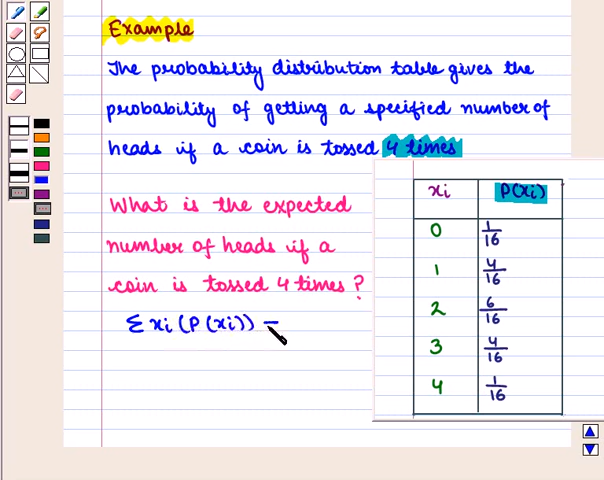 Example
The probability distribution table gives the
probability of getting a specified number of
heads if a coin is tossed 4 times
What is the expected
number of heads if a
coin is tossed 4 times?
Σ xi (P(xi)) =
xi P(xi)
0 1/16
1 4/16
2 6/16
3 4/16
4 1/16